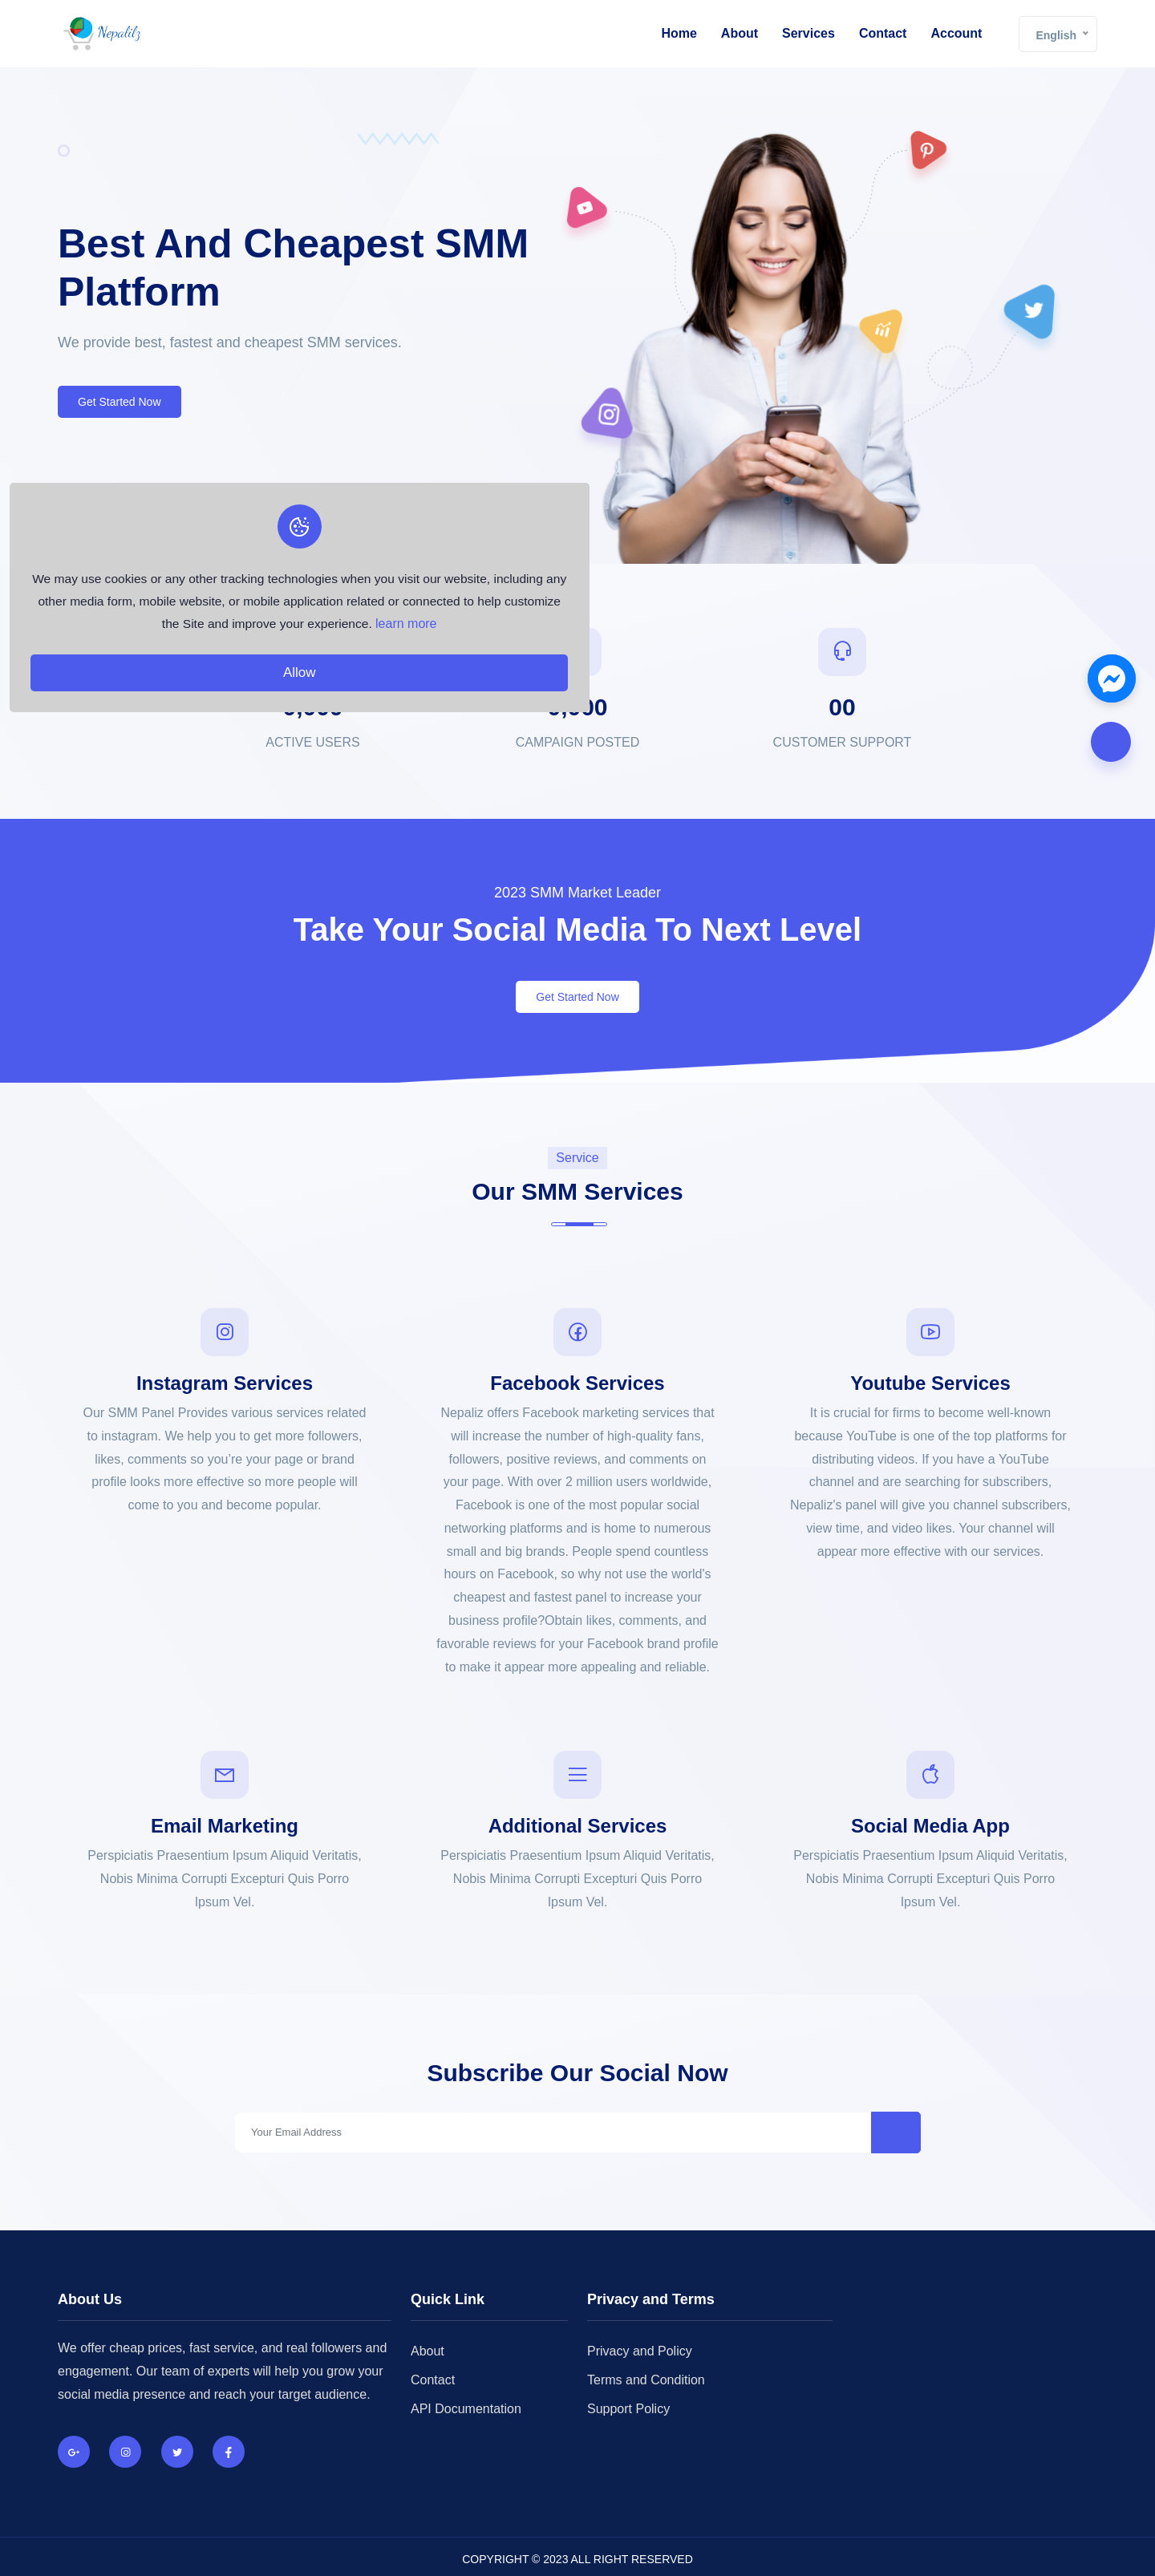 Nepalilz
Home About Services Contact Account English
Best And Cheapest SMM
Platform
We provide best, fastest and cheapest SMM services.
Get Started Now
We may use cookies or any other tracking technologies when you visit our website, including any
other media form, mobile website, or mobile application related or connected to help customize
the Site and improve your experience. learn more
Allow
00
ACTIVE USERS
CAMPAIGN POSTED
CUSTOMER SUPPORT
2023 SMM Market Leader
Take Your Social Media To Next Level
Get Started Now
Service
Our SMM Services
Instagram Services
Our SMM Panel Provides various services related
to instagram. We help you to get more followers,
likes, comments so you're your page or brand
profile looks more effective so more people will
come to you and become popular.
Facebook Services
Nepaliz offers Facebook marketing services that
will increase the number of high-quality fans,
followers, positive reviews, and comments on
your page. With over 2 million users worldwide,
Facebook is one of the most popular social
networking platforms and is home to numerous
small and big brands. People spend countless
hours on Facebook, so why not use the world's
cheapest and fastest panel to increase your
business profile?Obtain likes, comments, and
favorable reviews for your Facebook brand profile
to make it appear more appealing and reliable.
Youtube Services
It is crucial for firms to become well-known
because YouTube is one of the top platforms for
distributing videos. If you have a YouTube
channel and are searching for subscribers,
Nepaliz's panel will give you channel subscribers,
view time, and video likes. Your channel will
appear more effective with our services.
Email Marketing
Perspiciatis Praesentium Ipsum Aliquid Veritatis,
Nobis Minima Corrupti Excepturi Quis Porro
Ipsum Vel.
Additional Services
Perspiciatis Praesentium Ipsum Aliquid Veritatis,
Nobis Minima Corrupti Excepturi Quis Porro
Ipsum Vel.
Social Media App
Perspiciatis Praesentium Ipsum Aliquid Veritatis,
Nobis Minima Corrupti Excepturi Quis Porro
Ipsum Vel.
Subscribe Our Social Now
Your Email Address
About Us
We offer cheap prices, fast service, and real followers and
engagement. Our team of experts will help you grow your
social media presence and reach your target audience.
Quick Link
About
Contact
API Documentation
Privacy and Terms
Privacy and Policy
Terms and Condition
Support Policy
COPYRIGHT © 2023 ALL RIGHT RESERVED